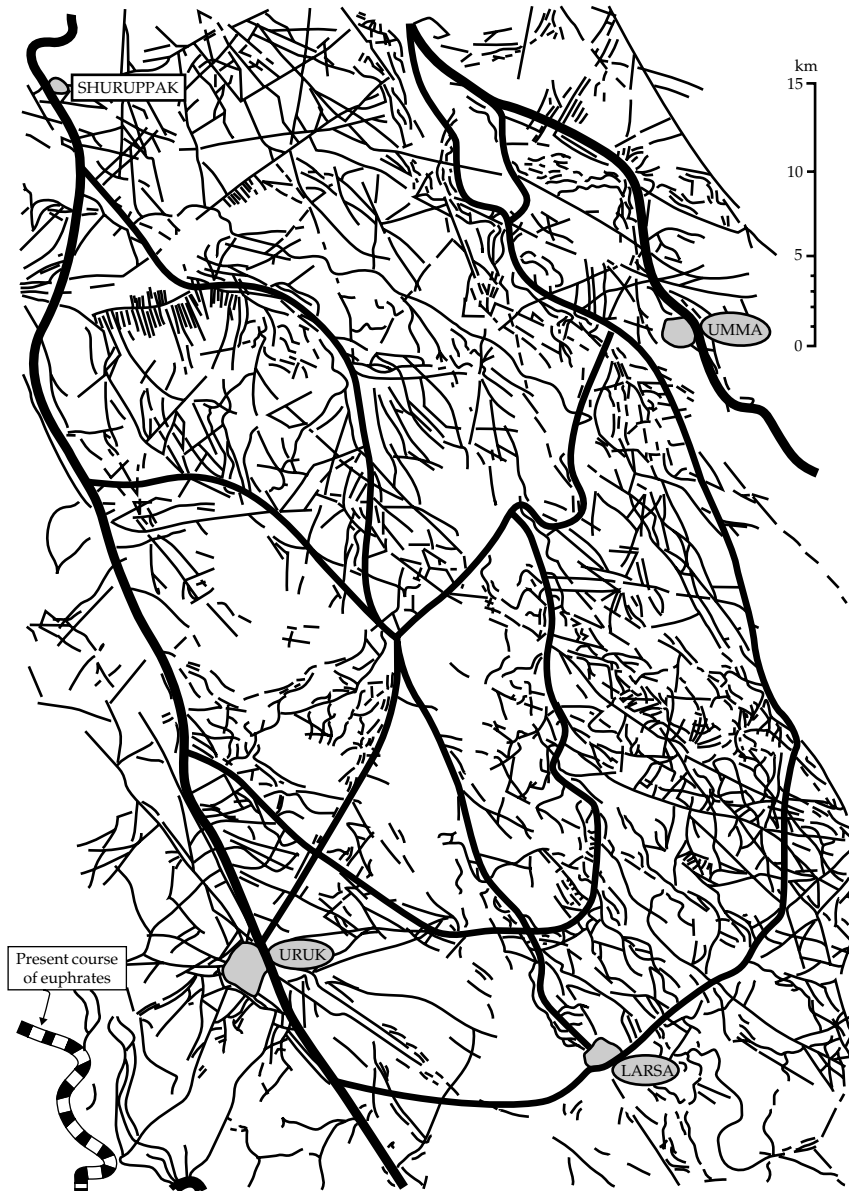 SHURUPPAK
km
15
10
5
0
UMMA
URUK
Present course
of euphrates
LARSA